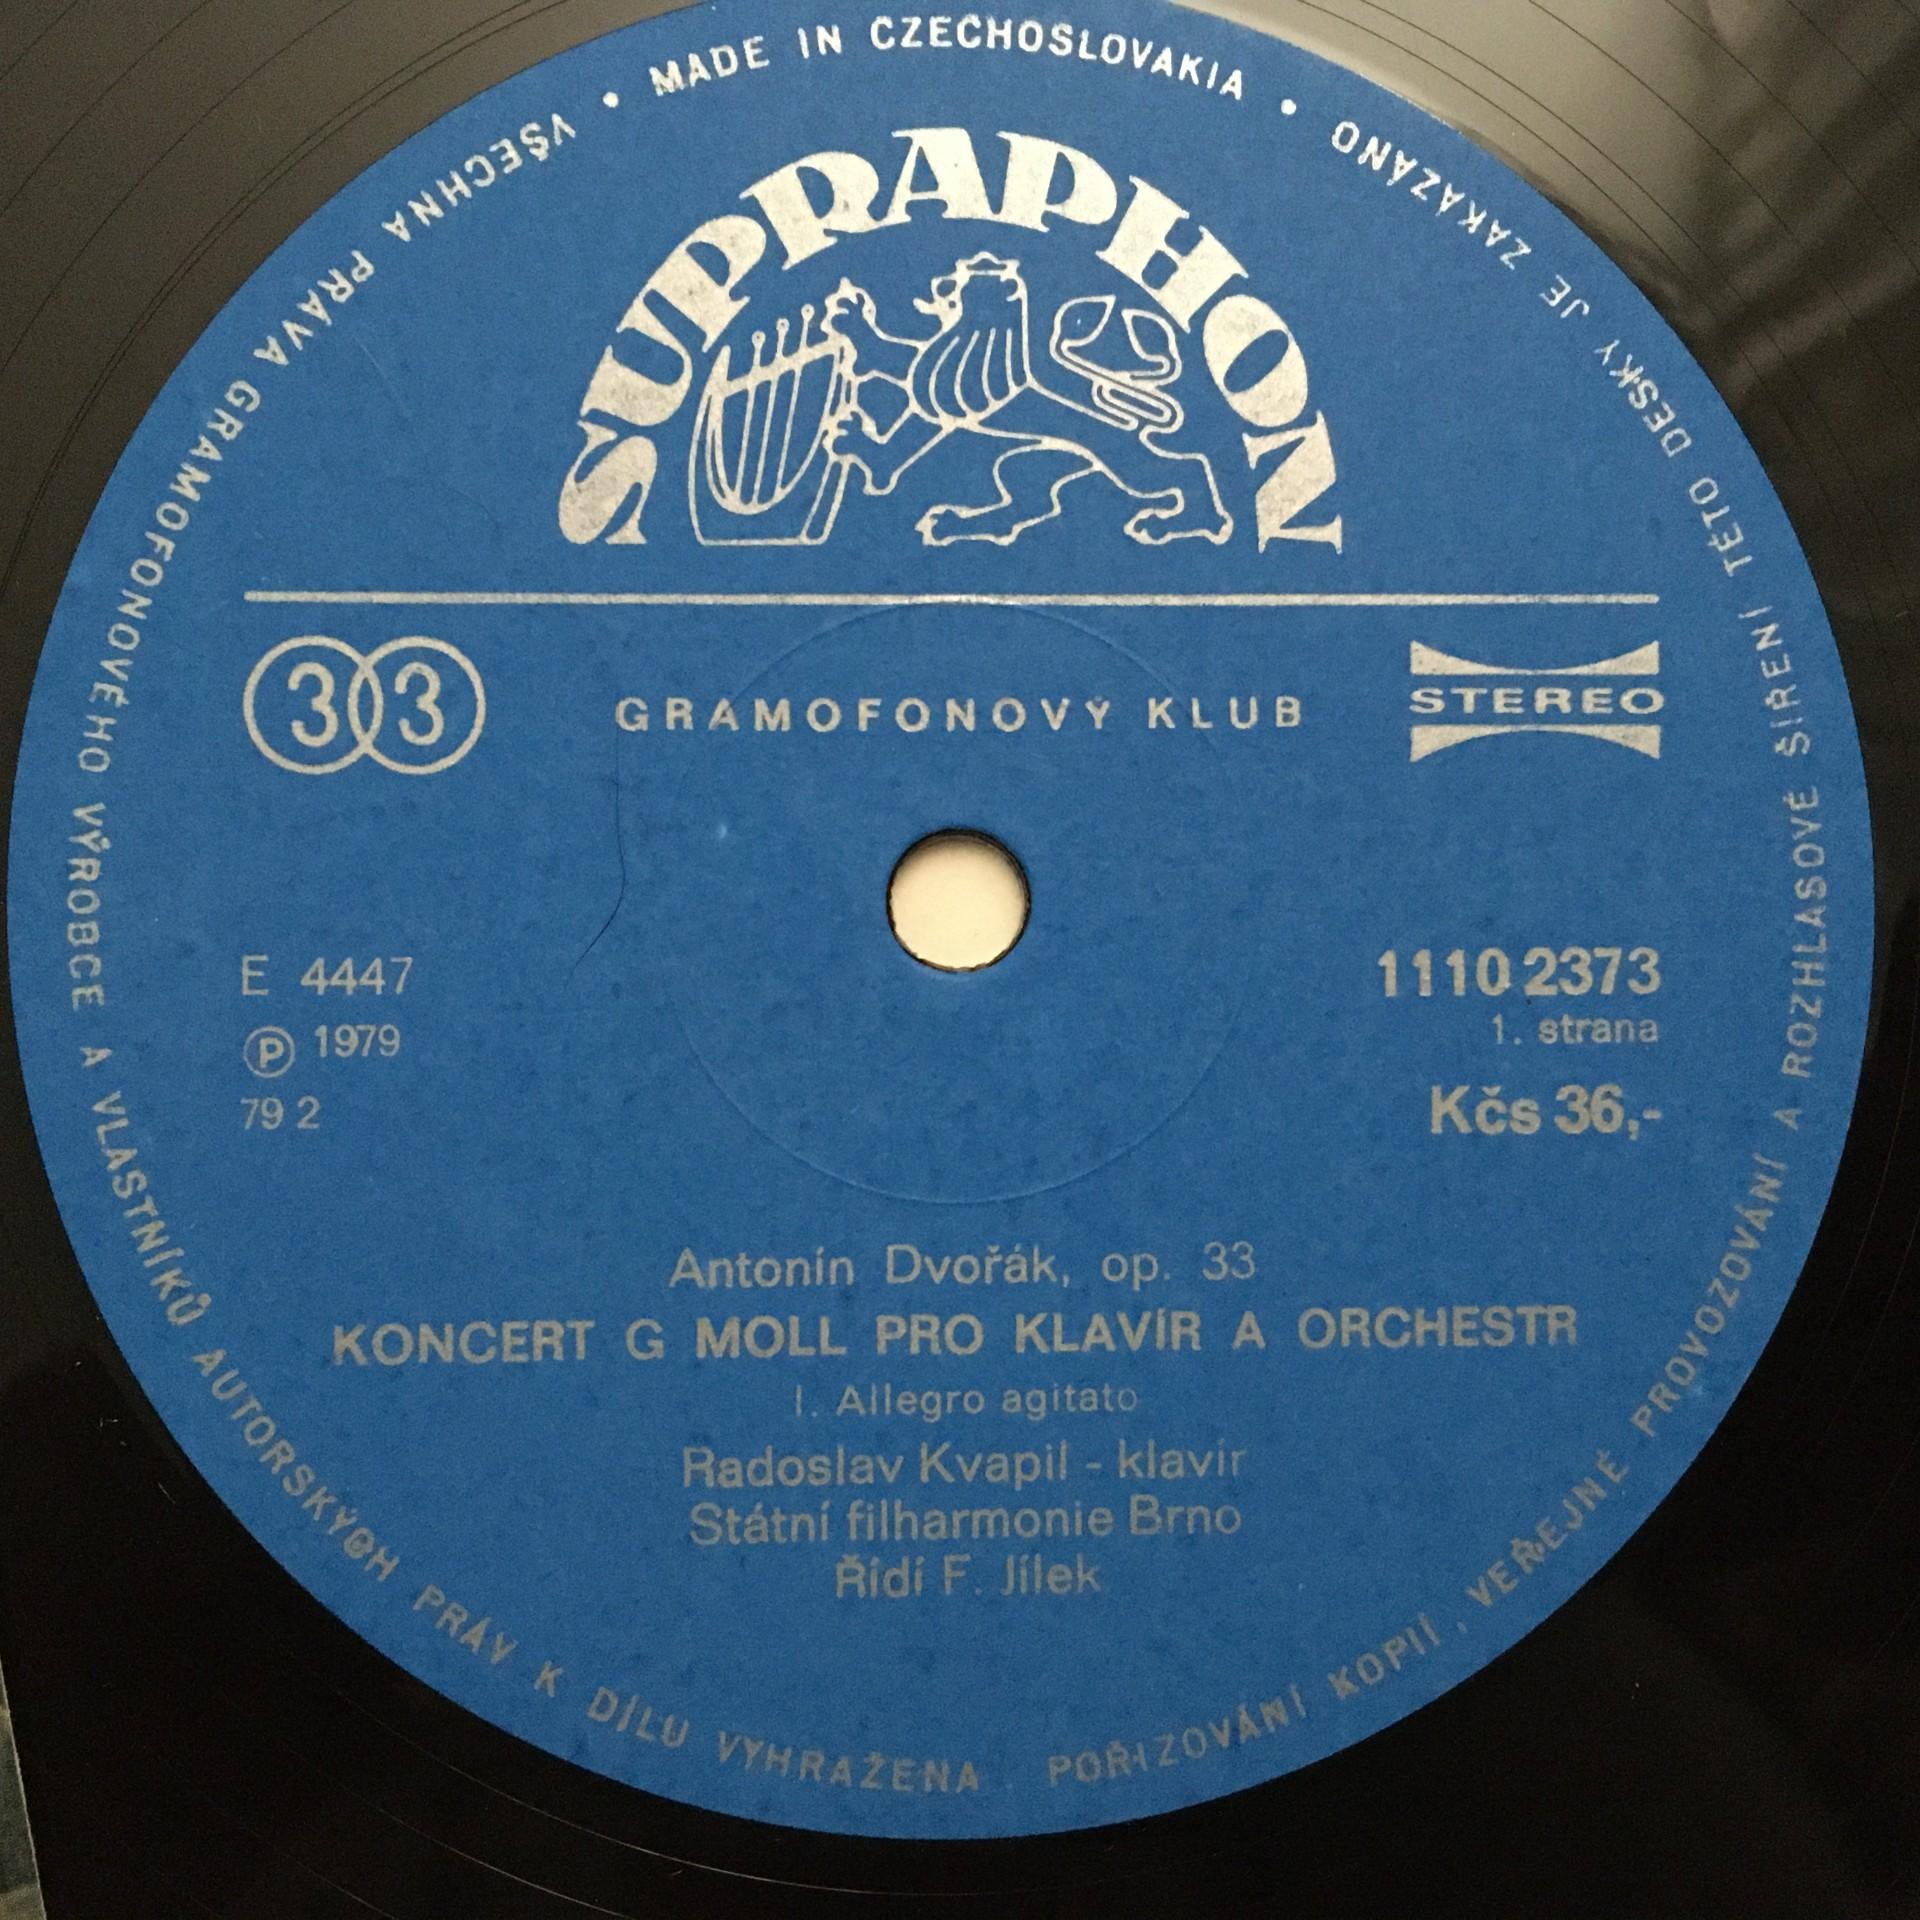 MADE IN CZECHOSLOVAKIA • VŠECHNA PRÁVA GRAMOFONOVÉHO VÝROBCE A VLASTNÍKŮ AUTORSKÝCH PRÁV K DÍLU VYHRAŽENA POŘIZOVÁNÍ KOPIÍ, VEŘEJNÉ PROVOZOVÁNÍ A ROZHLASOVÉ ŠÍŘENÍ TÉTO DESKY JE ZAKÁZÁNO •
SUPRAPHON
33
GRAMOFONOVÝ KLUB
STEREO
E 4447
Ⓟ 1979
79 2
1110 2373
1. strana
Kčs 36,-
Antonín Dvořák, op. 33
KONCERT G MOLL PRO KLAVÍR A ORCHESTR
I. Allegro agitato
Radoslav Kvapil - klavír
Státní filharmonie Brno
Řídí F. Jílek